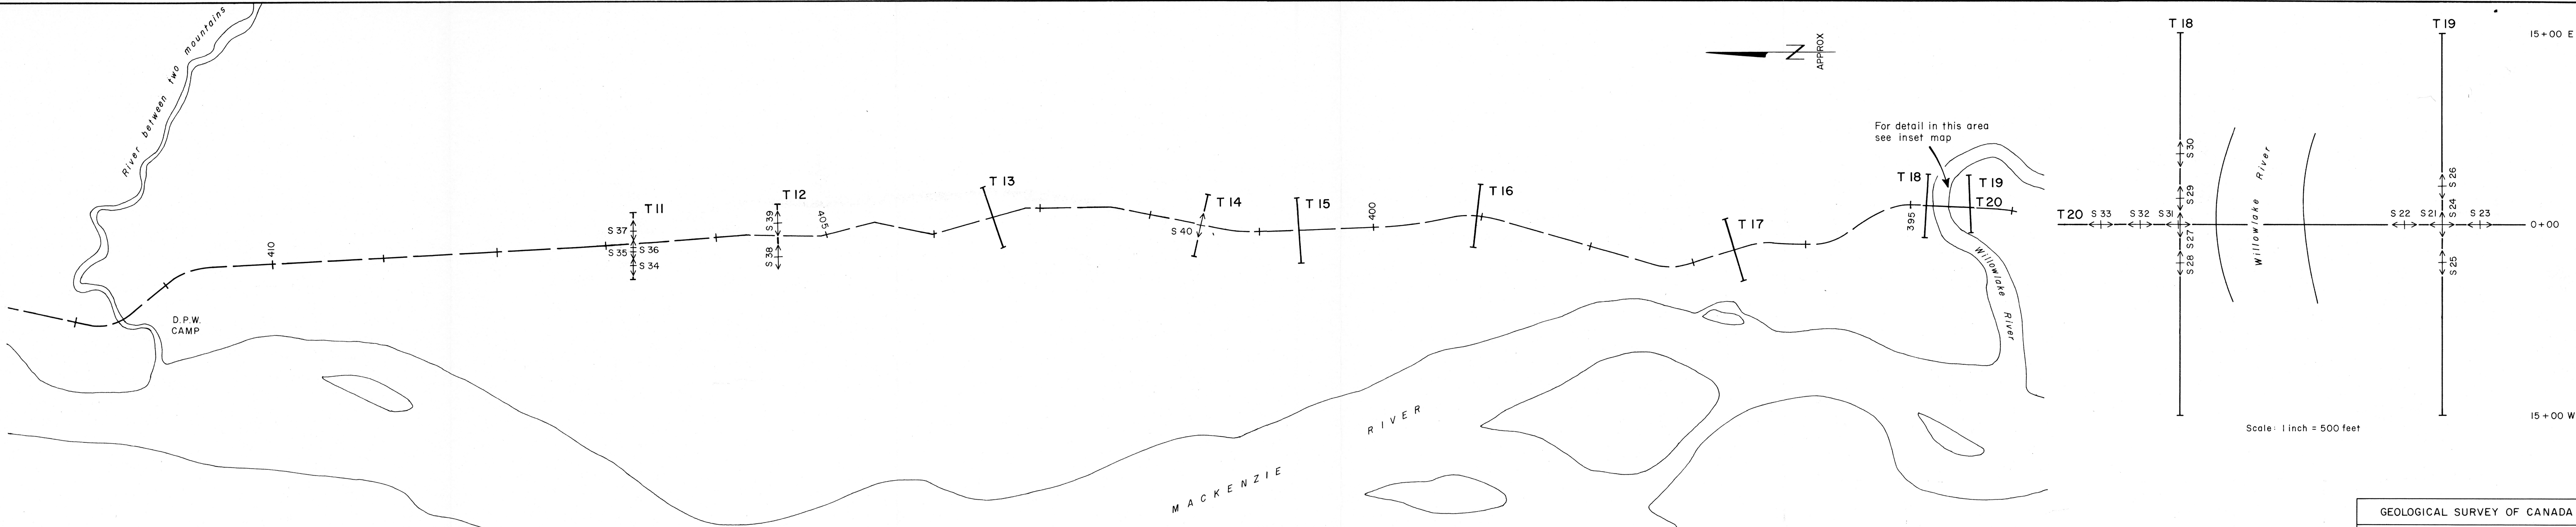 River between two mountains
D.P.W.
CAMP
410
T 11
S 37
S 36
S 35
S 34
T 12
S 39
S 38
405
T 13
T 14
S 40
T 15
400
T 16
T 17
N
APPROX
For detail in this area
see inset map
T 18
T 19
T 20
395
Willowlake River
MACKENZIE RIVER
T 18
T 19
15+00 E
S 30
S 29
T 20
S 33
S 32
S 31
S 27
S 28
Willowlake River
S 26
S 24
S 22
S 21
S 23
S 25
0+00
15+00 W
Scale: 1 inch = 500 feet
GEOLOGICAL SURVEY OF CANADA